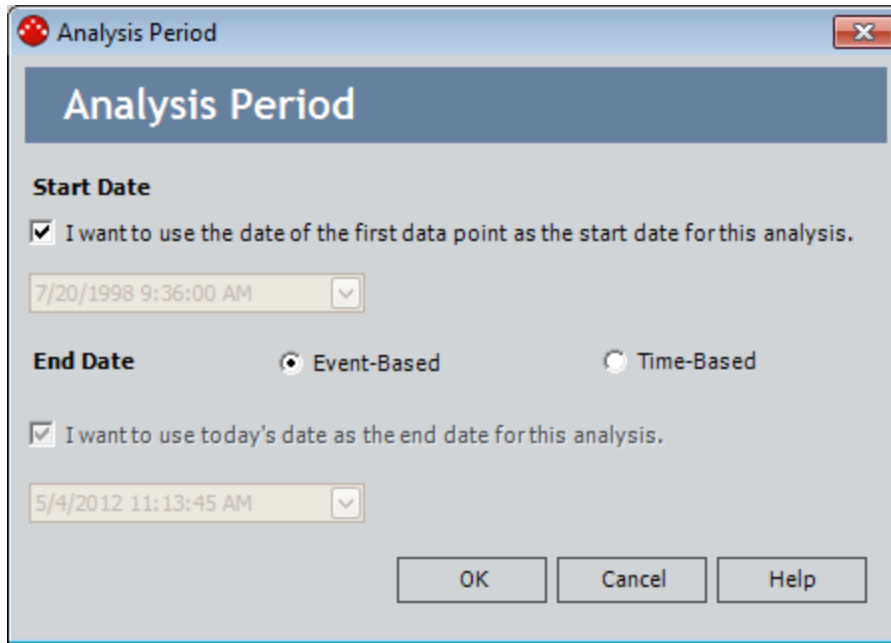 Analysis Period
Analysis Period
Start Date
I want to use the date of the first data point as the start date for this analysis.
7/20/1998 9:36:00 AM
End Date Event-Based Time-Based
I want to use today's date as the end date for this analysis.
5/4/2012 11:13:45 AM
OK Cancel Help